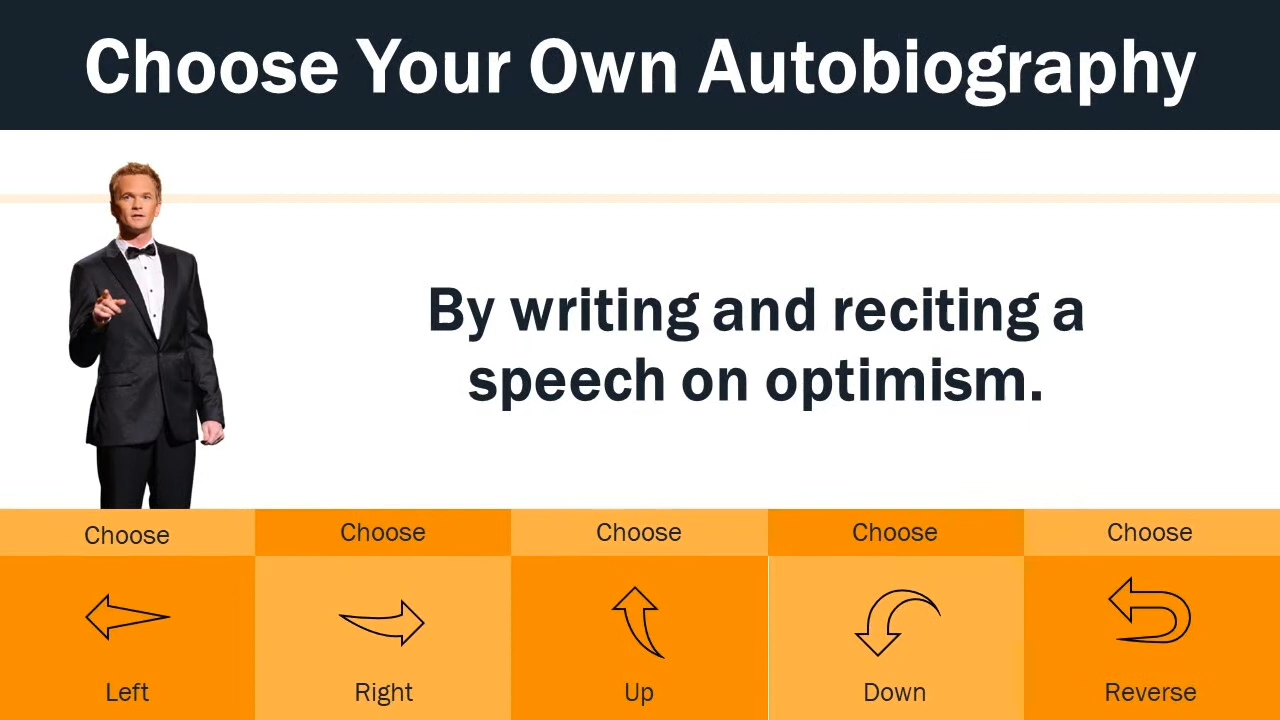 Choose Your Own Autobiography
By writing and reciting a
speech on optimism.
Choose
Choose
Choose
Choose
Choose
Left
Right
Up
Down
Reverse